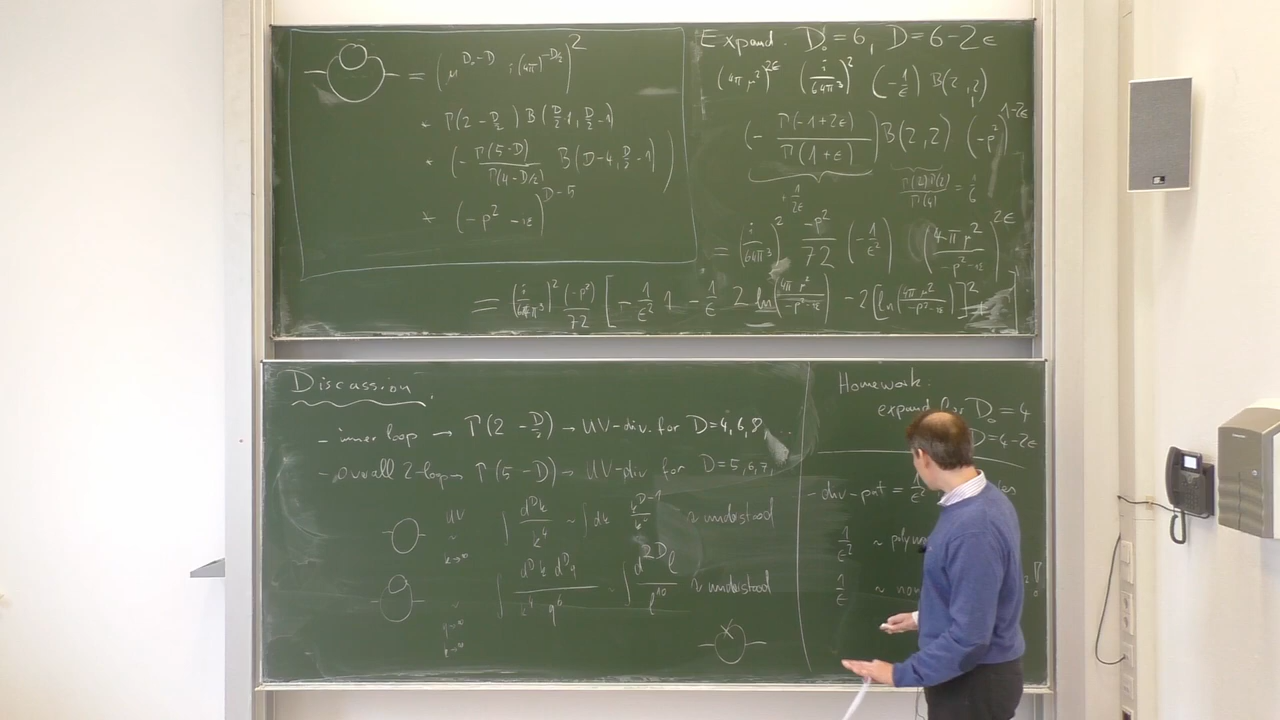 = (μ^{D₀-D} i(4π)^{-D/2})²
* Γ(2-D/2) B(D/2-1, D/2-1)
* (- Γ(5-D)/Γ(4-D/2) B(D-4, D/2-1))
* (-p²-iε)^{D-5}
Expand. D₀=6, D=6-2ε
(4πμ²)^{2ε} (i/64π³)² (-1/ε) B(2,2)
(- Γ(-1+2ε)/Γ(1+ε)) B(2,2) (-p²)^{1-2ε}
+ 1/2ε
Γ(2)Γ(2)/Γ(4) = 1/6
= (i/64π³)² -p²/72 (-1/ε²) (4πμ²/-p²-iε)^{2ε}
= (i/64π³)² (-p²)/72 [-1/ε² 1 - 1/ε 2 ln(4πμ²/-p²-iε) - 2[ln(4πμ²/-p²-iε)]² +
Discussion.
- inner loop → Γ(2-D/2) → UV-div. for D=4,6,8...
- overall 2-loop → Γ(5-D) → UV-div for D=5,6,7,
UV
~
k→∞
∫ d^Dk/k⁴ ~ ∫dk k^{D-1}/k⁴ ~ understood
q→∞
k→∞
∫ d^Dk d^Dq/k⁴ q⁶ ~ ∫ d^{2D}l/l^{10} ~ understood
Homework.
expand for D₀=4
D=4-2ε
- div-part =
1/ε² ~
1/ε ~